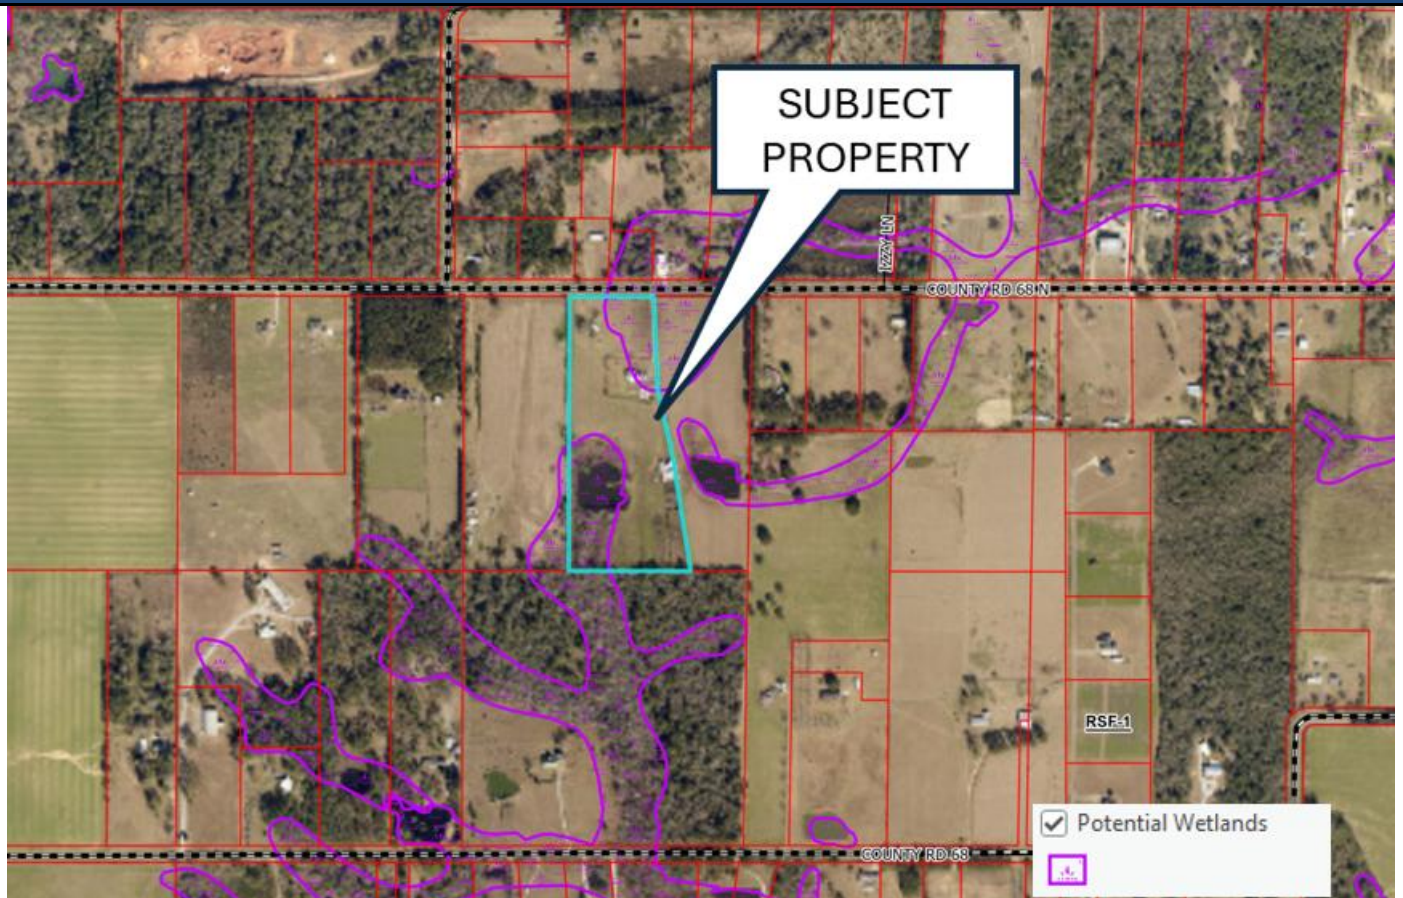 SUBJECT
PROPERTY
IZZY LN
COUNTY RD 68 N
RSF-1
Potential Wetlands
COUNTY RD 68